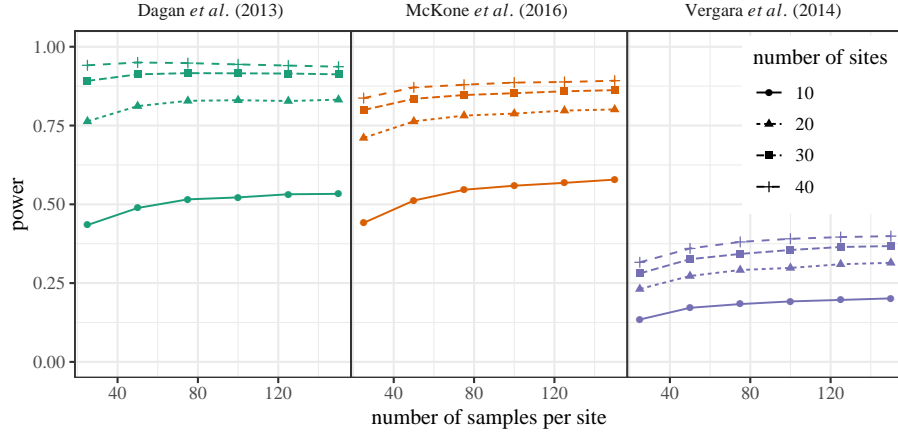 Dagan et al. (2013) McKone et al. (2016) Vergara et al. (2014)
1.00
0.75
0.50
0.25
0.00
power
number of sites
10
20
30
40
40 80 120 40 80 120 40 80 120
number of samples per site